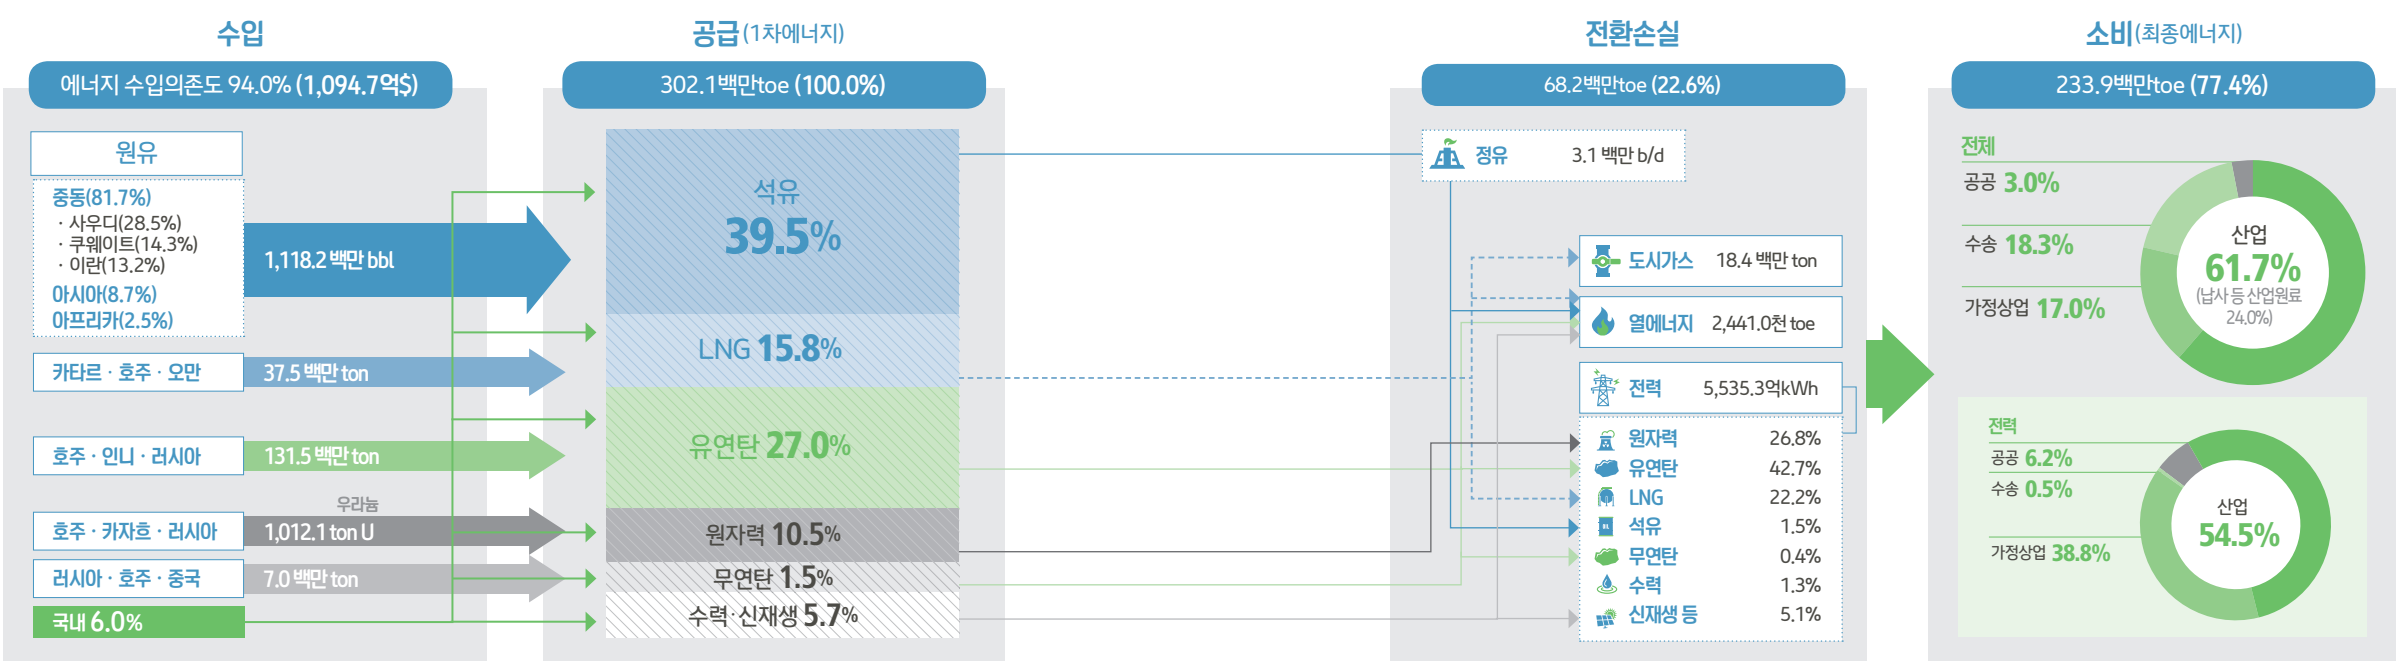 수입
에너지 수입의존도 94.0% (1,094.7억$)
원유
중동(81.7%)
· 사우디(28.5%)
· 쿠웨이트(14.3%)
· 이란(13.2%)
아시아(8.7%)
아프리카(2.5%)
1,118.2 백만 bbl
카타르 · 호주 · 오만
37.5 백만 ton
호주 · 인니 · 러시아
131.5 백만 ton
우라늄
호주 · 카자흐 · 러시아
1,012.1 ton U
러시아 · 호주 · 중국
7.0 백만 ton
국내 6.0%
공급 (1차에너지)
302.1백만toe (100.0%)
석유
39.5%
LNG 15.8%
유연탄 27.0%
원자력 10.5%
무연탄 1.5%
수력·신재생 5.7%
전환손실
68.2백만toe (22.6%)
정유 3.1 백만 b/d
도시가스 18.4 백만 ton
열에너지 2,441.0천 toe
전력 5,535.3억kWh
원자력 26.8%
유연탄 42.7%
LNG 22.2%
석유 1.5%
무연탄 0.4%
수력 1.3%
신재생 등 5.1%
소비(최종에너지)
233.9백만toe (77.4%)
전체
공공 3.0%
수송 18.3%
가정상업 17.0%
산업
61.7%
(납사 등 산업원료
24.0%)
전력
공공 6.2%
수송 0.5%
가정상업 38.8%
산업
54.5%